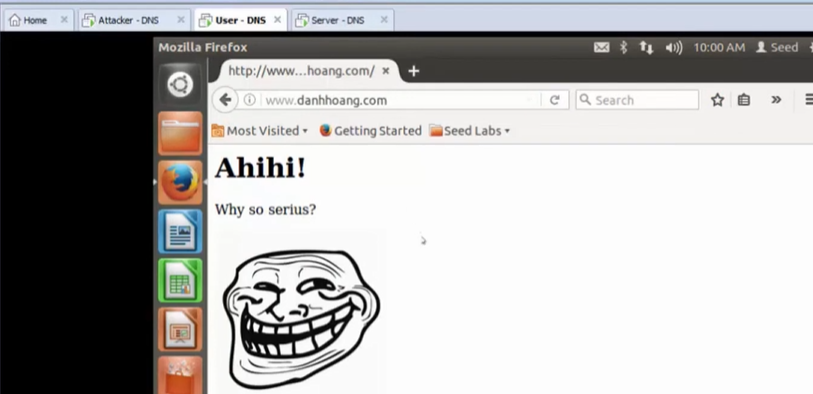 Home
Attacker - DNS
User - DNS
Server - DNS
Mozilla Firefox
10:00 AM
Seed
http://www...hoang.com/
www.danhhoang.com
Search
Most Visited
Getting Started
Seed Labs
Ahihi!
Why so serius?